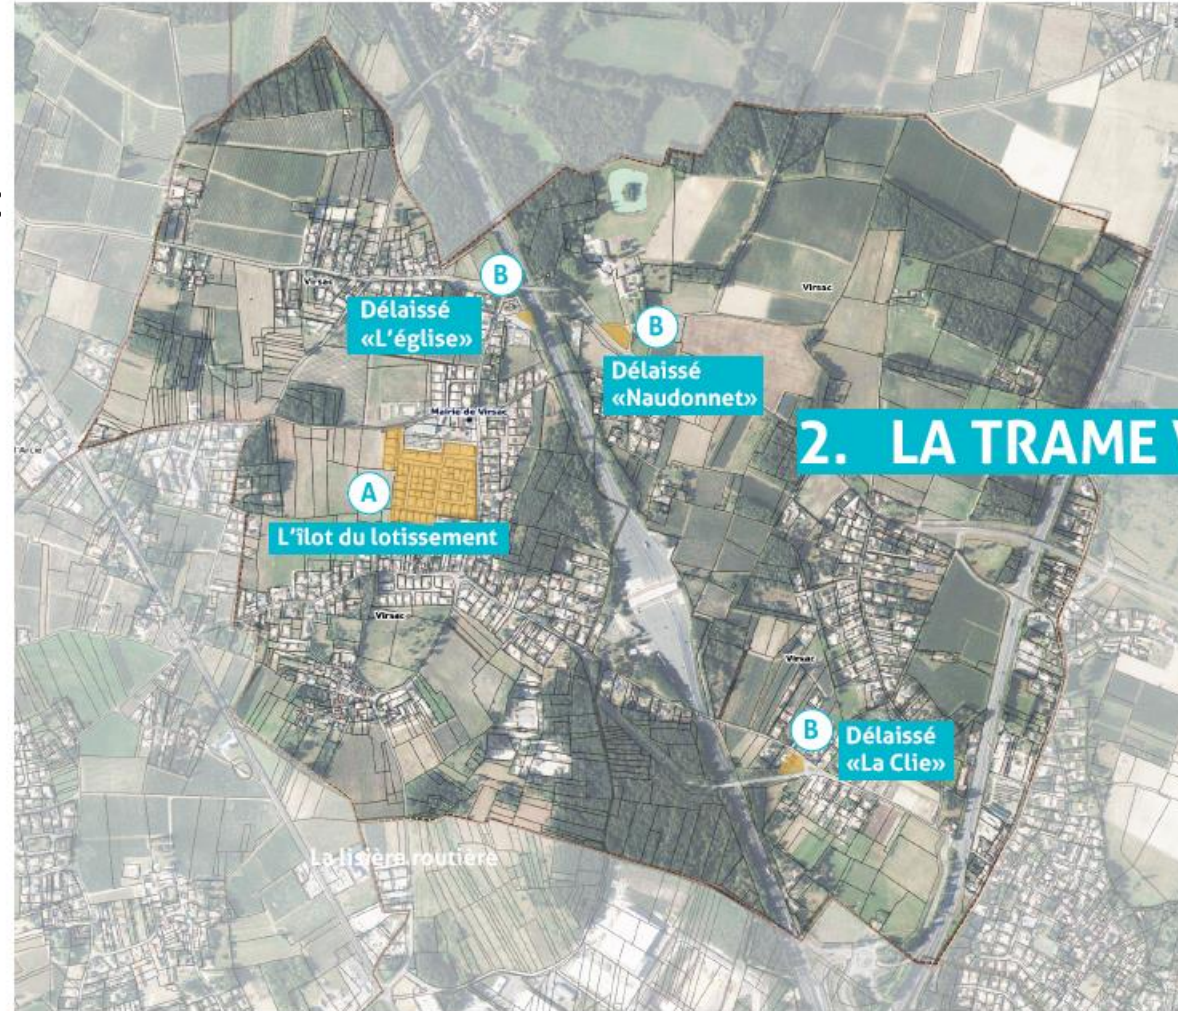 B
Délaissé
«L'église»
Virsac
Virsac
B
Délaissé
«Naudonnet»
Mairie de Virsac
2. LA TRAME V
A
L'îlot du lotissement
Virsac
Virsac
B
Délaissé
«La Clie»
La lisière routière